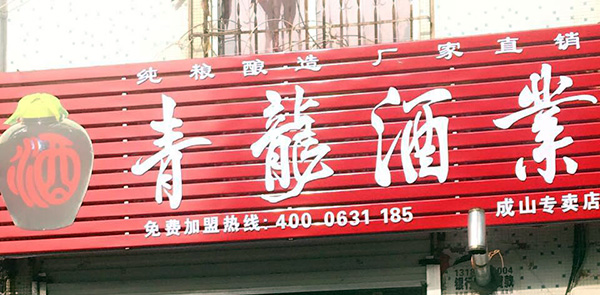 纯粮酿造 厂家直销
酒
青龍酒業
免费加盟热线:400-0631 185
成山专卖店